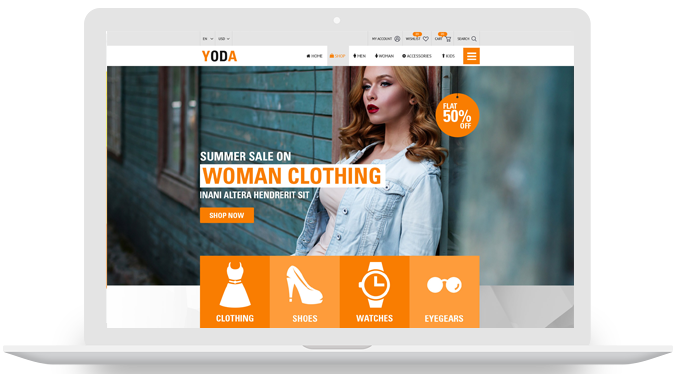 EN USD MY ACCOUNT WISHLIST CART SEARCH
YODA HOME SHOP MEN WOMAN ACCESSORIES KIDS
FLAT
50%
OFF
SUMMER SALE ON
WOMAN CLOTHING
INANI ALTERA HENDRERIT SIT
SHOP NOW
CLOTHING SHOES WATCHES EYEGEARS